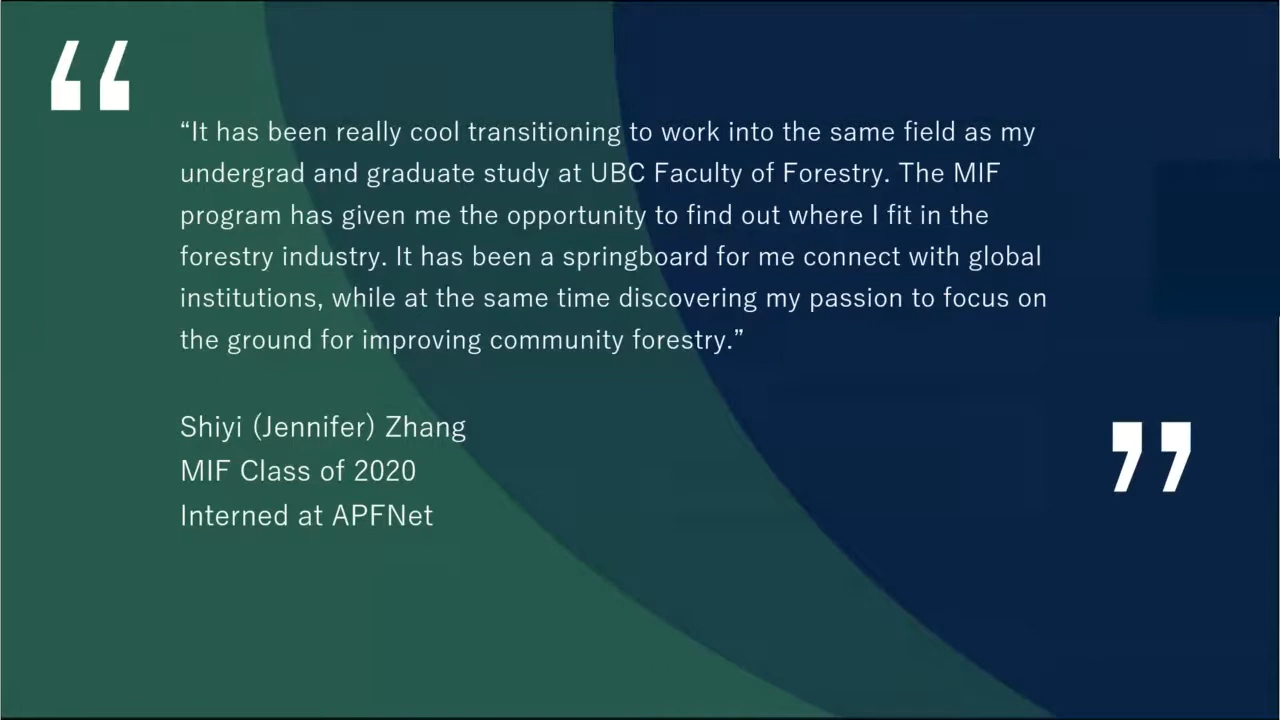 “It has been really cool transitioning to work into the same field as my
undergrad and graduate study at UBC Faculty of Forestry. The MIF
program has given me the opportunity to find out where I fit in the
forestry industry. It has been a springboard for me connect with global
institutions, while at the same time discovering my passion to focus on
the ground for improving community forestry.”
Shiyi (Jennifer) Zhang
MIF Class of 2020
Interned at APFNet